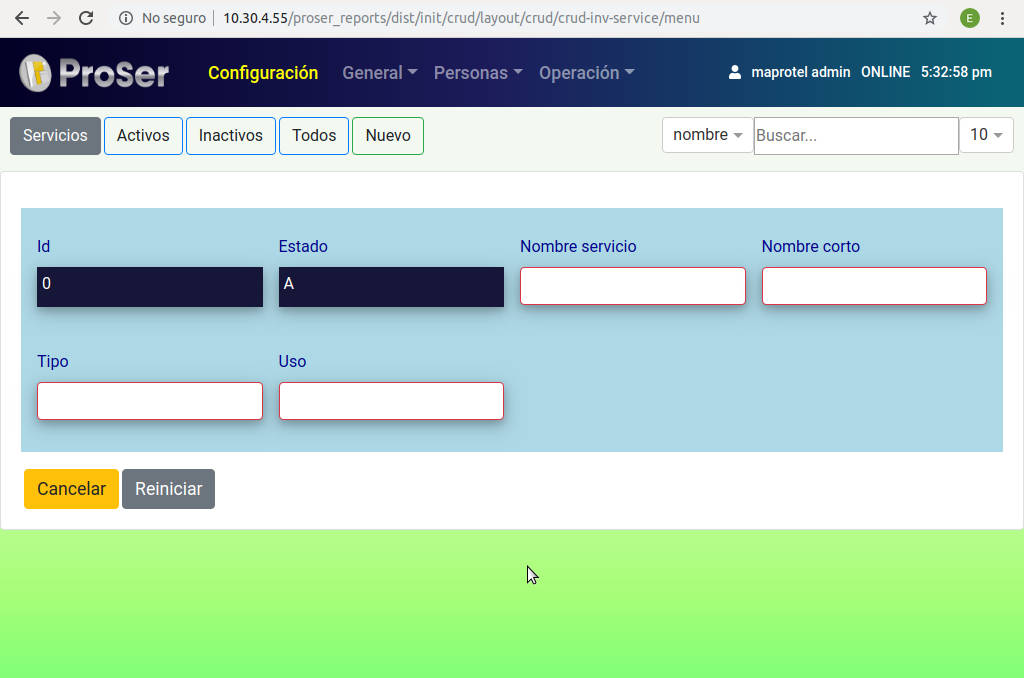 No seguro 10.30.4.55/proser_reports/dist/init/crud/layout/crud/crud-inv-service/menu E
ProSer Configuración General Personas Operación maprotel admin ONLINE 5:32:58 pm
Servicios Activos Inactivos Todos Nuevo nombre Buscar... 10
Id Estado Nombre servicio Nombre corto
0 A
Tipo Uso
Cancelar Reiniciar